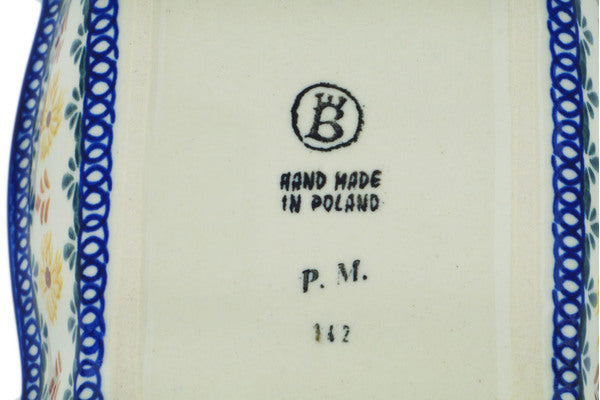 B
HAND MADE
IN POLAND
P. M.
142